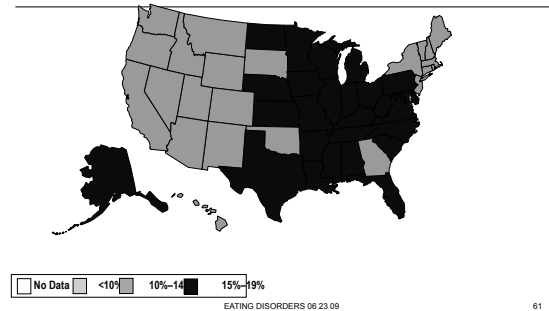 No Data <10% 10%–14 15%–19%
EATING DISORDERS 06 23 09 61